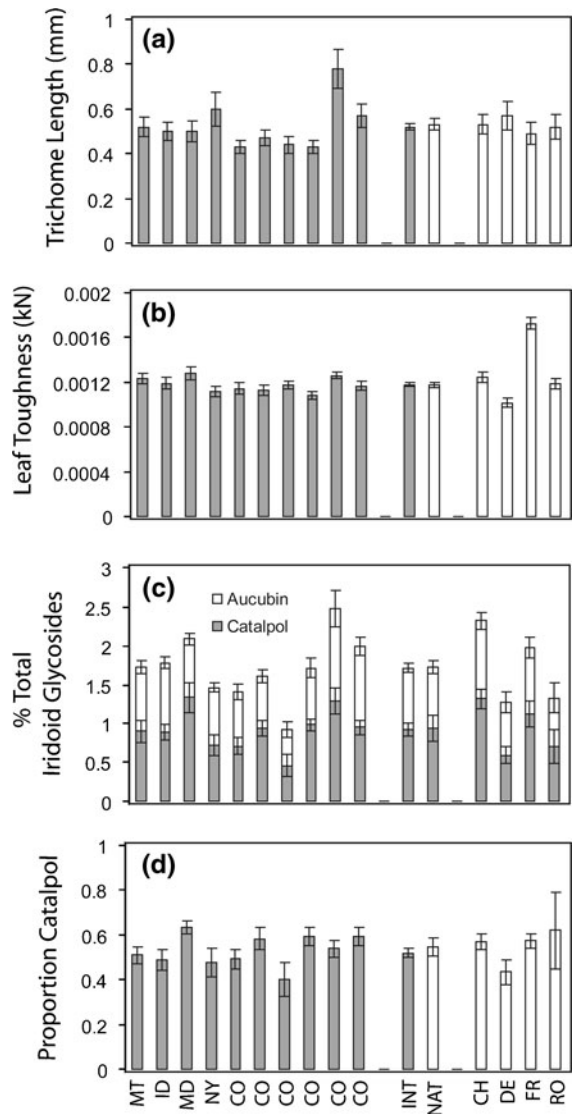 (a)
Trichome Length (mm)
1
0.8
0.6
0.4
0.2
0
(b)
Leaf Toughness (kN)
0.002
0.0016
0.0012
0.0008
0.0004
0
(c)
Aucubin
Catalpol
% Total
Iridoid Glycosides
3
2.5
2
1.5
1
0.5
0
(d)
Proportion Catalpol
1
0.8
0.6
0.4
0.2
0
MT
ID
MD
NY
CO
CO
CO
CO
CO
CO
INT
NAT
CH
DE
FR
RO